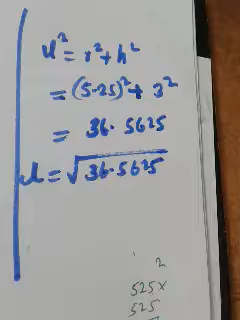 l² = r² + h²
= (5.25)² + 3²
= 36.5625
l = √36.5625
2
525×
525